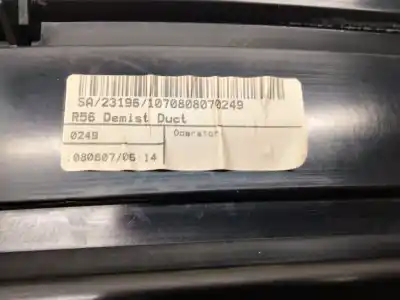 SA/23196/1070808070249
R56 Demist Duct
0249
Operator
080807/06 14